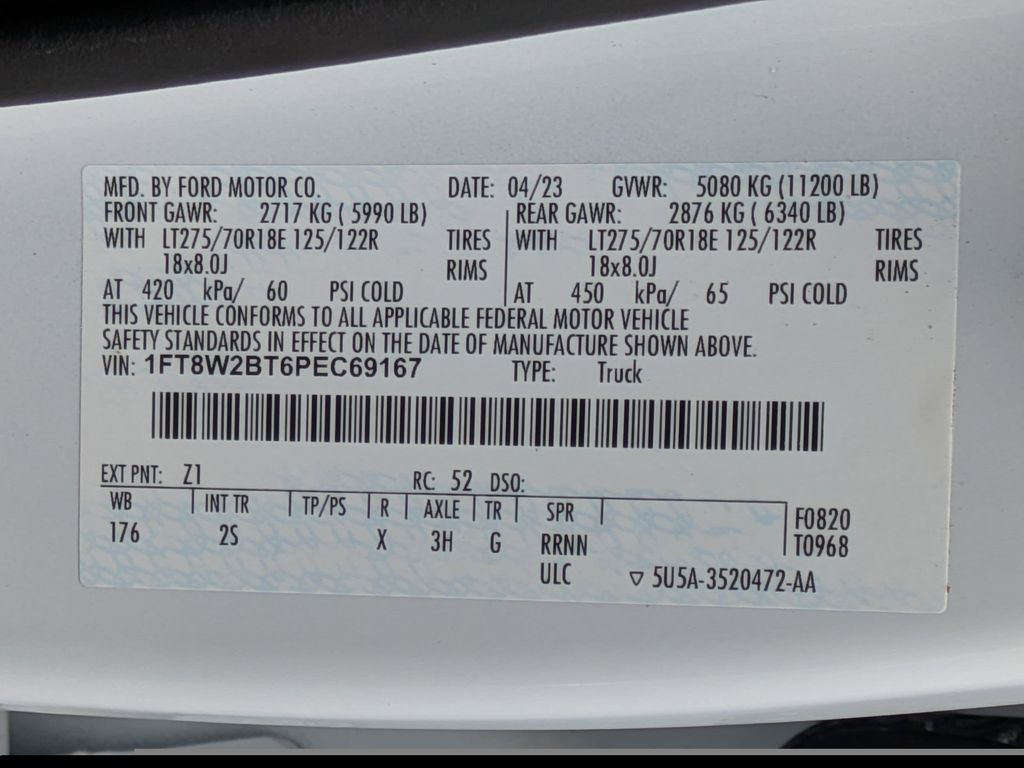 MFD. BY FORD MOTOR CO. DATE: 04/23 GVWR: 5080 KG (11200 LB)
FRONT GAWR: 2717 KG ( 5990 LB) REAR GAWR: 2876 KG ( 6340 LB)
WITH LT275/70R18E 125/122R TIRES WITH LT275/70R18E 125/122R TIRES
18x8.0J RIMS 18x8.0J RIMS
AT 420 kPa/ 60 PSI COLD AT 450 kPa/ 65 PSI COLD
THIS VEHICLE CONFORMS TO ALL APPLICABLE FEDERAL MOTOR VEHICLE
SAFETY STANDARDS IN EFFECT ON THE DATE OF MANUFACTURE SHOWN ABOVE.
VIN: 1FT8W2BT6PEC69167 TYPE: Truck
EXT PNT: Z1 RC: 52 DSO:
WB INT TR TP/PS R AXLE TR SPR F0820
176 2S X 3H G RRNN T0968
ULC ▽ 5U5A-3520472-AA